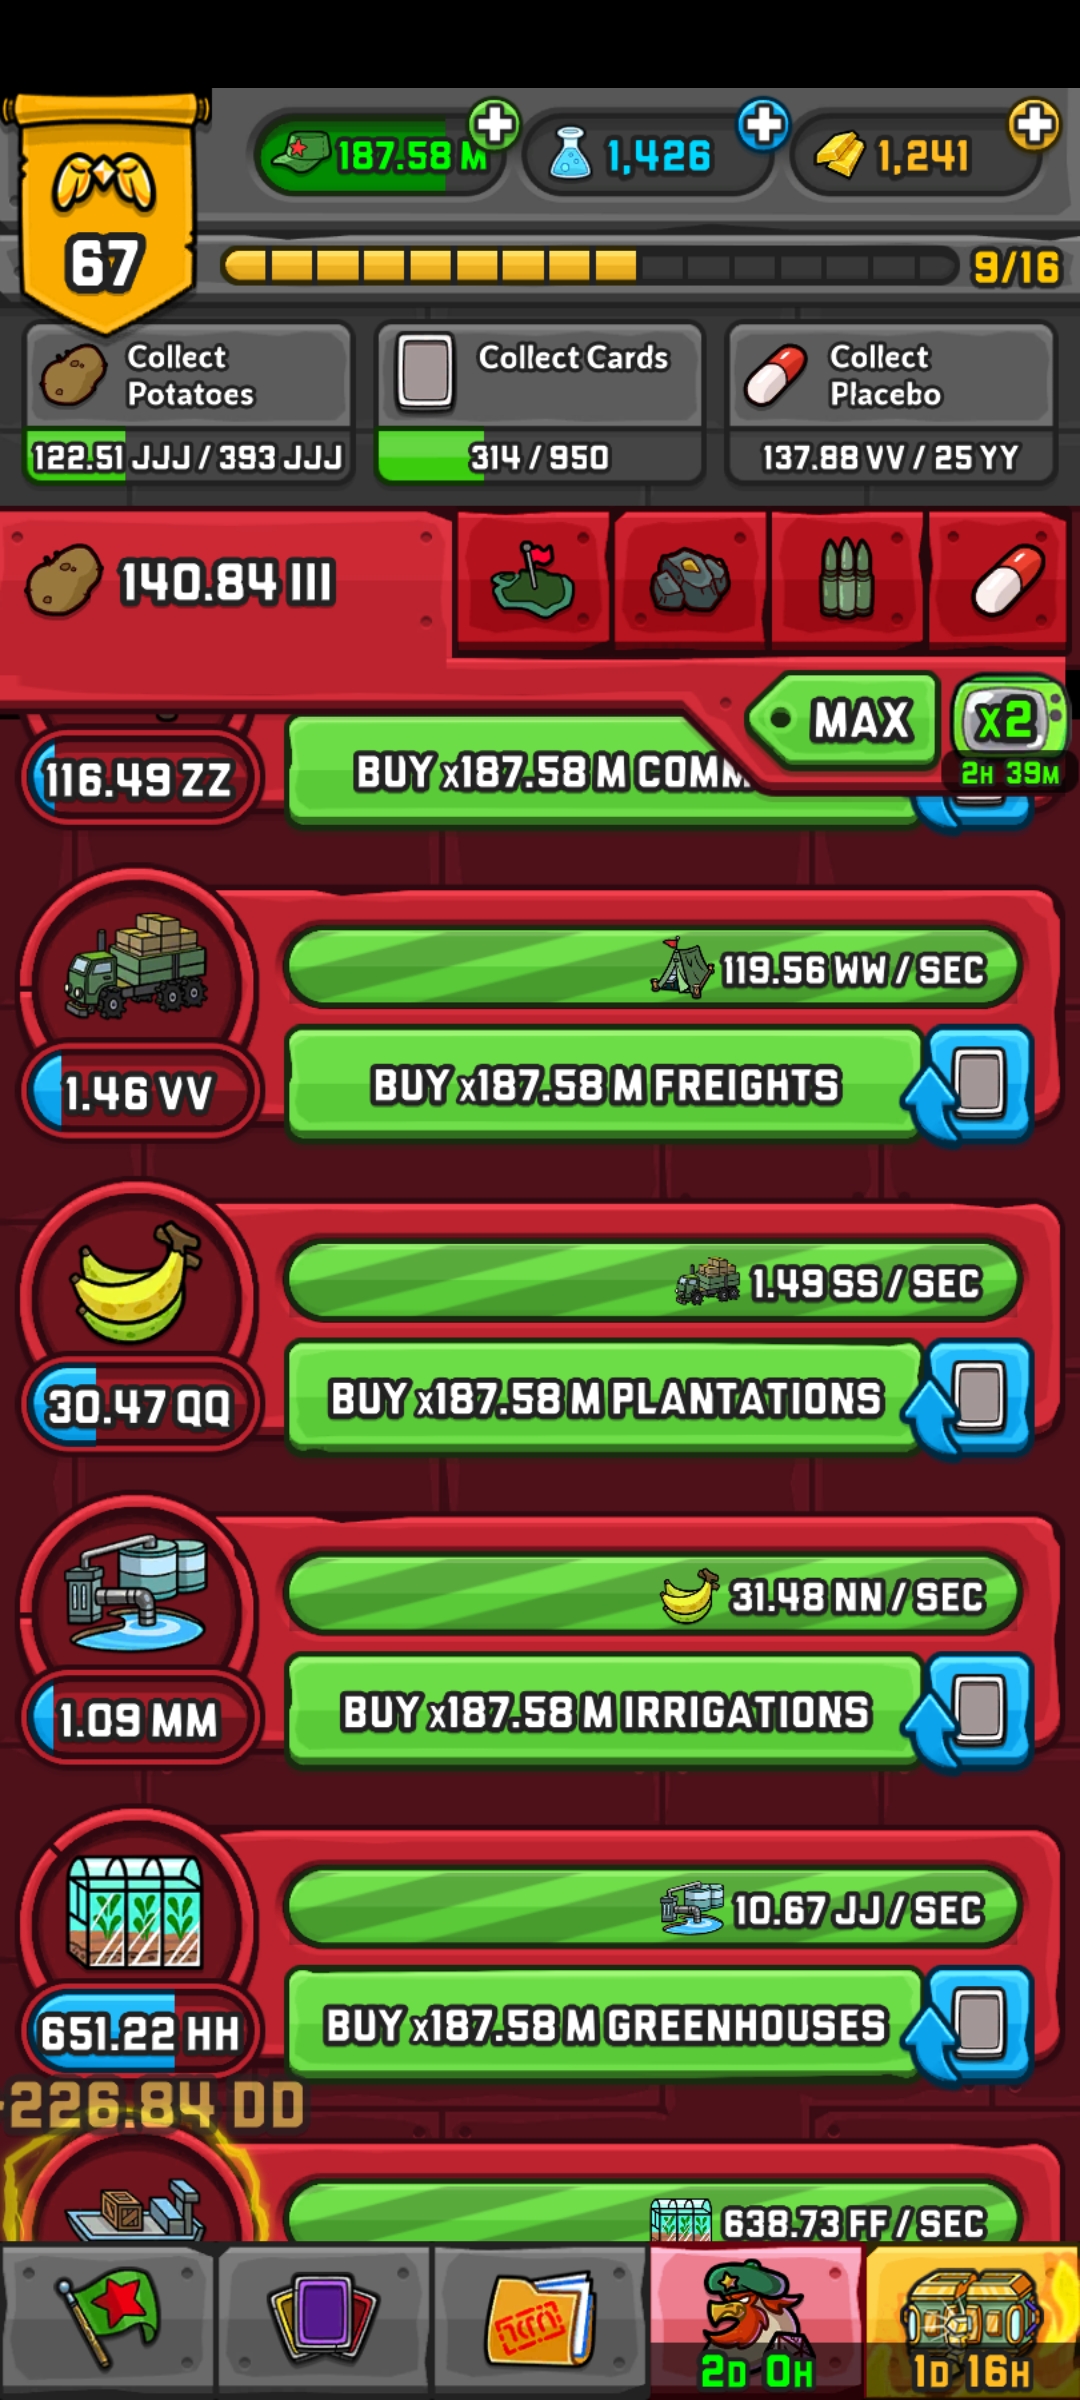 187.58 M
1,426
1,241
67
9/16
Collect
Potatoes
122.51 JJJ / 393 JJJ
Collect Cards
314 / 950
Collect
Placebo
137.88 VV / 25 YY
140.84 III
MAX
x2
2H 39M
116.49 ZZ
BUY x187.58 M COMM
119.56 WW / SEC
1.46 VV
BUY x187.58 M FREIGHTS
1.49 SS / SEC
30.47 QQ
BUY x187.58 M PLANTATIONS
31.48 NN / SEC
1.09 MM
BUY x187.58 M IRRIGATIONS
10.67 JJ / SEC
651.22 HH
BUY x187.58 M GREENHOUSES
226.84 DD
638.73 FF / SEC
2D 0H
1D 16H